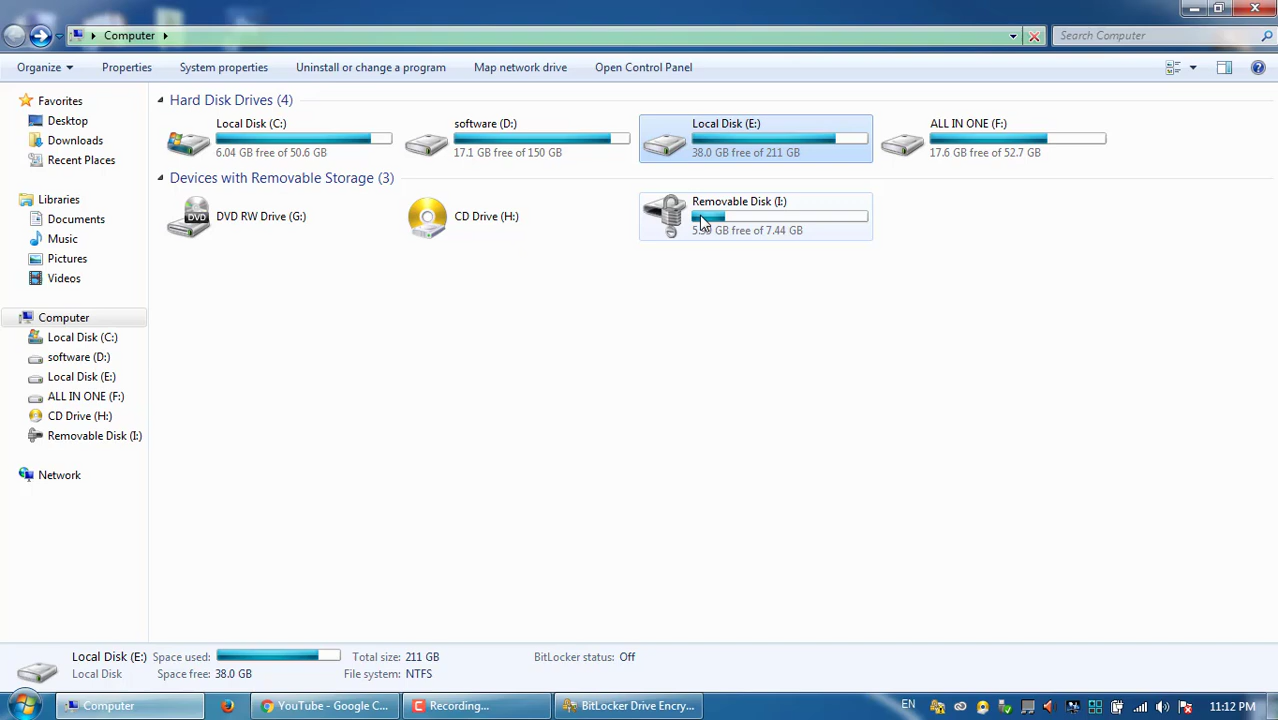 Computer
Search Computer
Organize Properties System properties Uninstall or change a program Map network drive Open Control Panel
Favorites
Desktop
Downloads
Recent Places
Libraries
Documents
Music
Pictures
Videos
Computer
Local Disk (C:)
software (D:)
Local Disk (E:)
ALL IN ONE (F:)
CD Drive (H:)
Removable Disk (I:)
Network
Hard Disk Drives (4)
Local Disk (C:)
6.04 GB free of 50.6 GB
software (D:)
17.1 GB free of 150 GB
Local Disk (E:)
38.0 GB free of 211 GB
ALL IN ONE (F:)
17.6 GB free of 52.7 GB
Devices with Removable Storage (3)
DVD
DVD RW Drive (G:)
CD Drive (H:)
Removable Disk (I:)
GB free of 7.44 GB
Local Disk (E:) Space used: Total size: 211 GB BitLocker status: Off
Local Disk Space free: 38.0 GB File system: NTFS
Computer YouTube - Google C... Recording... BitLocker Drive Encry... EN 11:12 PM